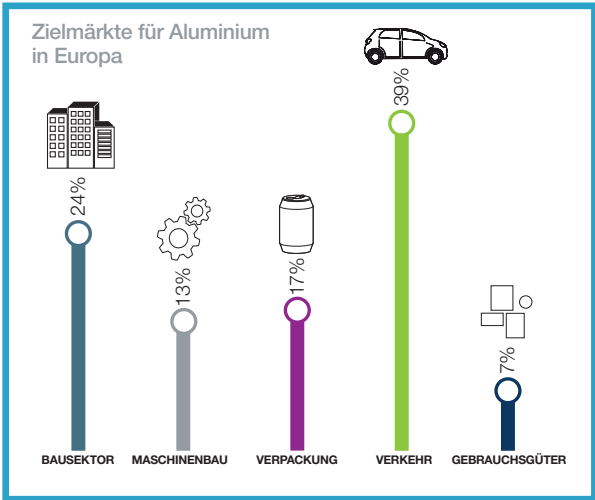 Zielmärkte für Aluminium
in Europa
24%
13%
17%
39%
7%
BAUSEKTOR
MASCHINENBAU
VERPACKUNG
VERKEHR
GEBRAUCHSGÜTER